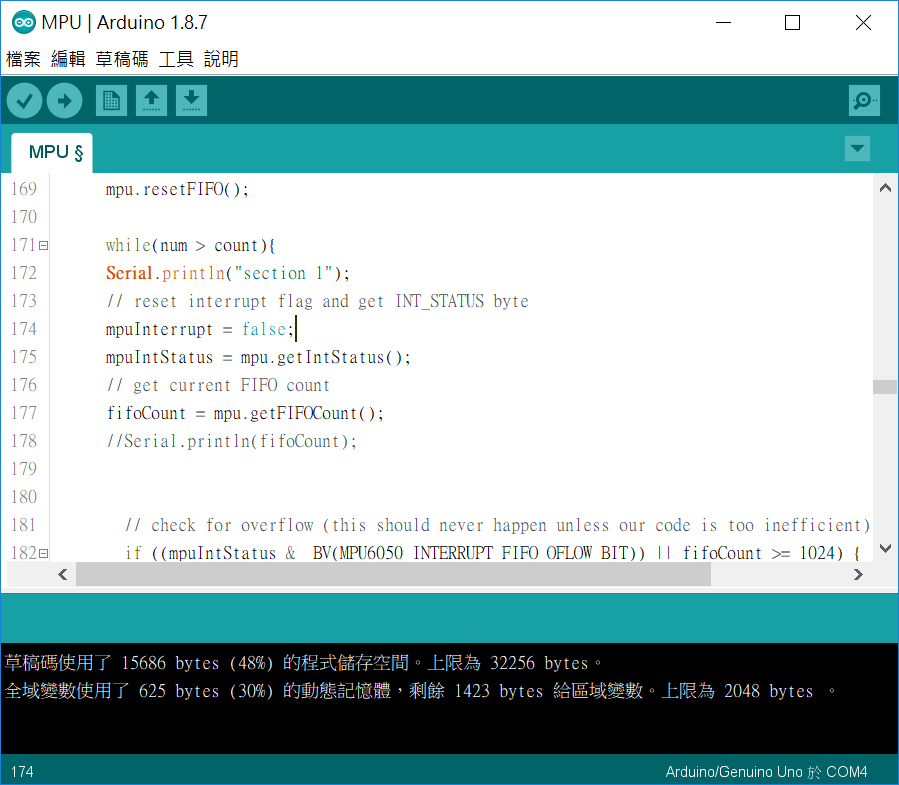 MPU | Arduino 1.8.7
檔案 編輯 草稿碼 工具 說明
MPU §
169 mpu.resetFIFO();
170
171 while(num > count){
172 Serial.println("section 1");
173 // reset interrupt flag and get INT_STATUS byte
174 mpuInterrupt = false;
175 mpuIntStatus = mpu.getIntStatus();
176 // get current FIFO count
177 fifoCount = mpu.getFIFOCount();
178 //Serial.println(fifoCount);
179
180
181 // check for overflow (this should never happen unless our code is too inefficient)
182 if ((mpuIntStatus & _BV(MPU6050_INTERRUPT_FIFO_OFLOW_BIT)) || fifoCount >= 1024) {
草稿碼使用了 15686 bytes (48%) 的程式儲存空間。上限為 32256 bytes。
全域變數使用了 625 bytes (30%) 的動態記憶體，剩餘 1423 bytes 給區域變數。上限為 2048 bytes 。
174
Arduino/Genuino Uno 於 COM4